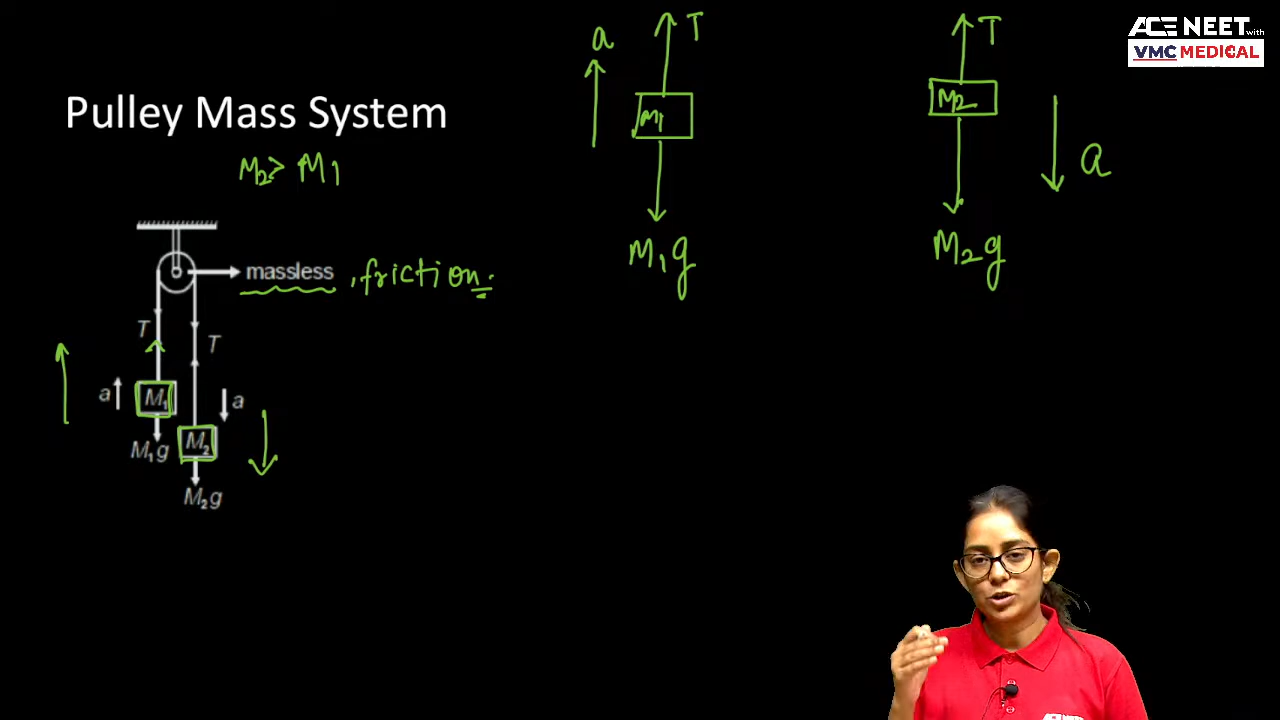 ACE NEET with
VMC MEDICAL
Pulley Mass System
M2 > M1
massless , friction
T
T
a
M1
a
M2
M1g
M2g
a
T
M1
M1g
T
M2
a
M2g